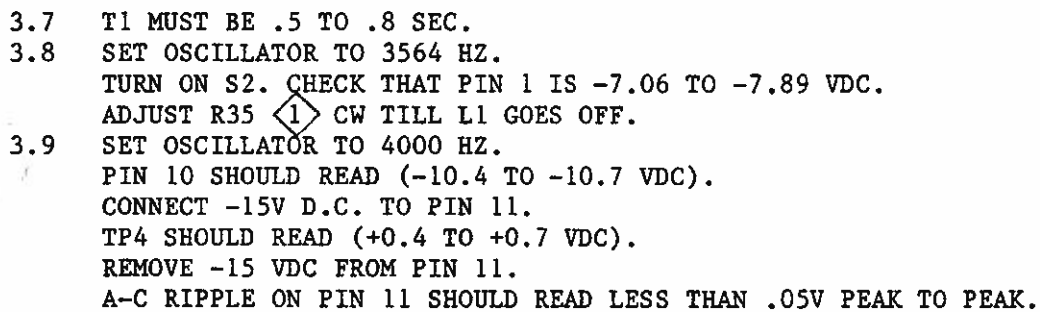 3.7 T1 MUST BE .5 TO .8 SEC.
3.8 SET OSCILLATOR TO 3564 HZ.
TURN ON S2. CHECK THAT PIN 1 IS -7.06 TO -7.89 VDC.
ADJUST R35 1 CW TILL L1 GOES OFF.
3.9 SET OSCILLATOR TO 4000 HZ.
PIN 10 SHOULD READ (-10.4 TO -10.7 VDC).
CONNECT -15V D.C. TO PIN 11.
TP4 SHOULD READ (+0.4 TO +0.7 VDC).
REMOVE -15 VDC FROM PIN 11.
A-C RIPPLE ON PIN 11 SHOULD READ LESS THAN .05V PEAK TO PEAK.